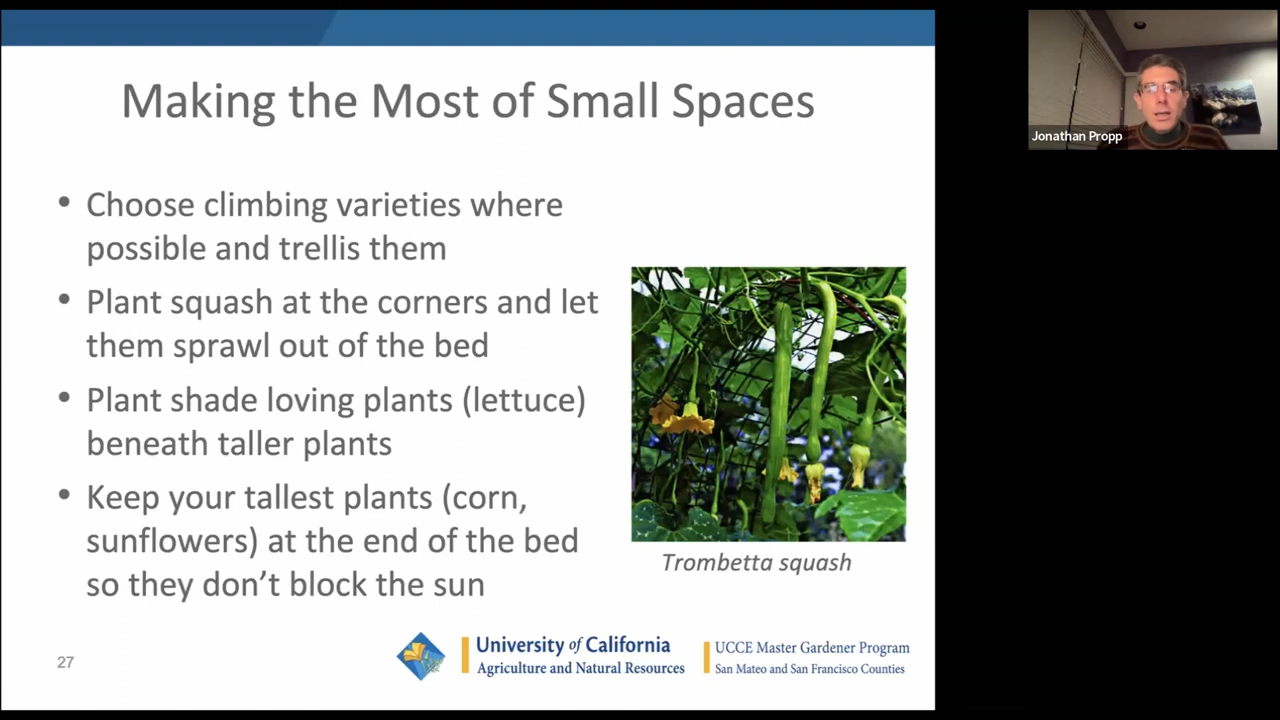 Making the Most of Small Spaces
• Choose climbing varieties where
possible and trellis them
• Plant squash at the corners and let
them sprawl out of the bed
• Plant shade loving plants (lettuce)
beneath taller plants
• Keep your tallest plants (corn,
sunflowers) at the end of the bed
so they don’t block the sun
Trombetta squash
27
University of California
Agriculture and Natural Resources
UCCE Master Gardener Program
San Mateo and San Francisco Counties
Jonathan Propp